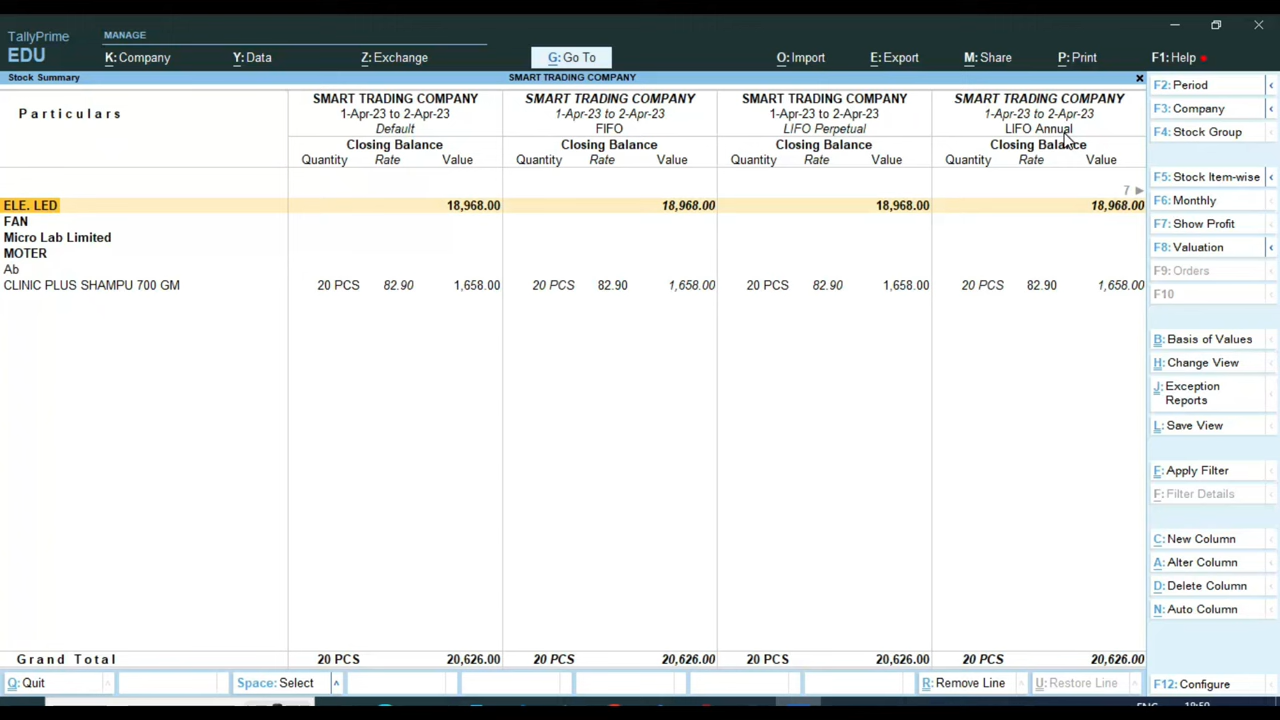 TallyPrime
EDU
MANAGE
K: Company
Y: Data
Z: Exchange
G: Go To
O: Import
E: Export
M: Share
P: Print
F1: Help
Stock Summary
SMART TRADING COMPANY
Particulars
SMART TRADING COMPANY
1-Apr-23 to 2-Apr-23
Default
Closing Balance
Quantity Rate Value
SMART TRADING COMPANY
1-Apr-23 to 2-Apr-23
FIFO
Closing Balance
Quantity Rate Value
SMART TRADING COMPANY
1-Apr-23 to 2-Apr-23
LIFO Perpetual
Closing Balance
Quantity Rate Value
SMART TRADING COMPANY
1-Apr-23 to 2-Apr-23
LIFO Annual
Closing Balance
Quantity Rate Value
7
ELE. LED 18,968.00 18,968.00 18,968.00 18,968.00
FAN
Micro Lab Limited
MOTER
Ab
CLINIC PLUS SHAMPU 700 GM 20 PCS 82.90 1,658.00 20 PCS 82.90 1,658.00 20 PCS 82.90 1,658.00 20 PCS 82.90 1,658.00
Grand Total 20 PCS 20,626.00 20 PCS 20,626.00 20 PCS 20,626.00 20 PCS 20,626.00
Q: Quit
Space: Select
R: Remove Line
U: Restore Line
F2: Period
F3: Company
F4: Stock Group
F5: Stock Item-wise
F6: Monthly
F7: Show Profit
F8: Valuation
F9: Orders
F10
B: Basis of Values
H: Change View
J: Exception
Reports
L: Save View
F: Apply Filter
F: Filter Details
C: New Column
A: Alter Column
D: Delete Column
N: Auto Column
F12: Configure